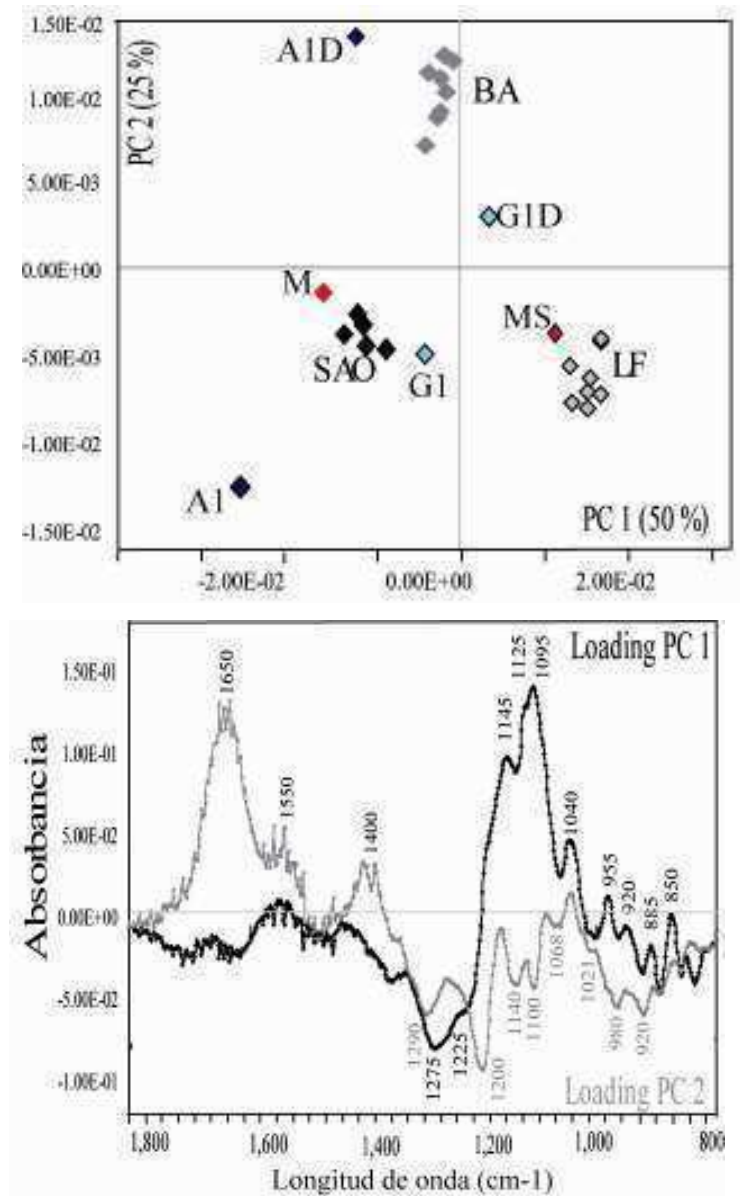 1.50E-02
A1D
BA
1.00E-02
PC 2 (25 %)
5.00E-03
G1D
0.00E+00
M
MS
-5.00E-03
SAO
G1
LF
-1.00E-02
A1
-1.50E-02
PC 1 (50 %)
-2.00E-02 0.00E+00 2.00E-02
Loading PC 1
1.50E-01
1650
1145
1125
1095
1.00E-01
1550
5.00E-02
1400
1040
955
920
885
850
0.00E+00
Absorbancia
-5.00E-02
1290
1275
1225
1200
1140
1100
1068
1021
980
920
-1.00E-01
Loading PC 2
1,800 1,600 1,400 1,200 1,000 800
Longitud de onda (cm-1)